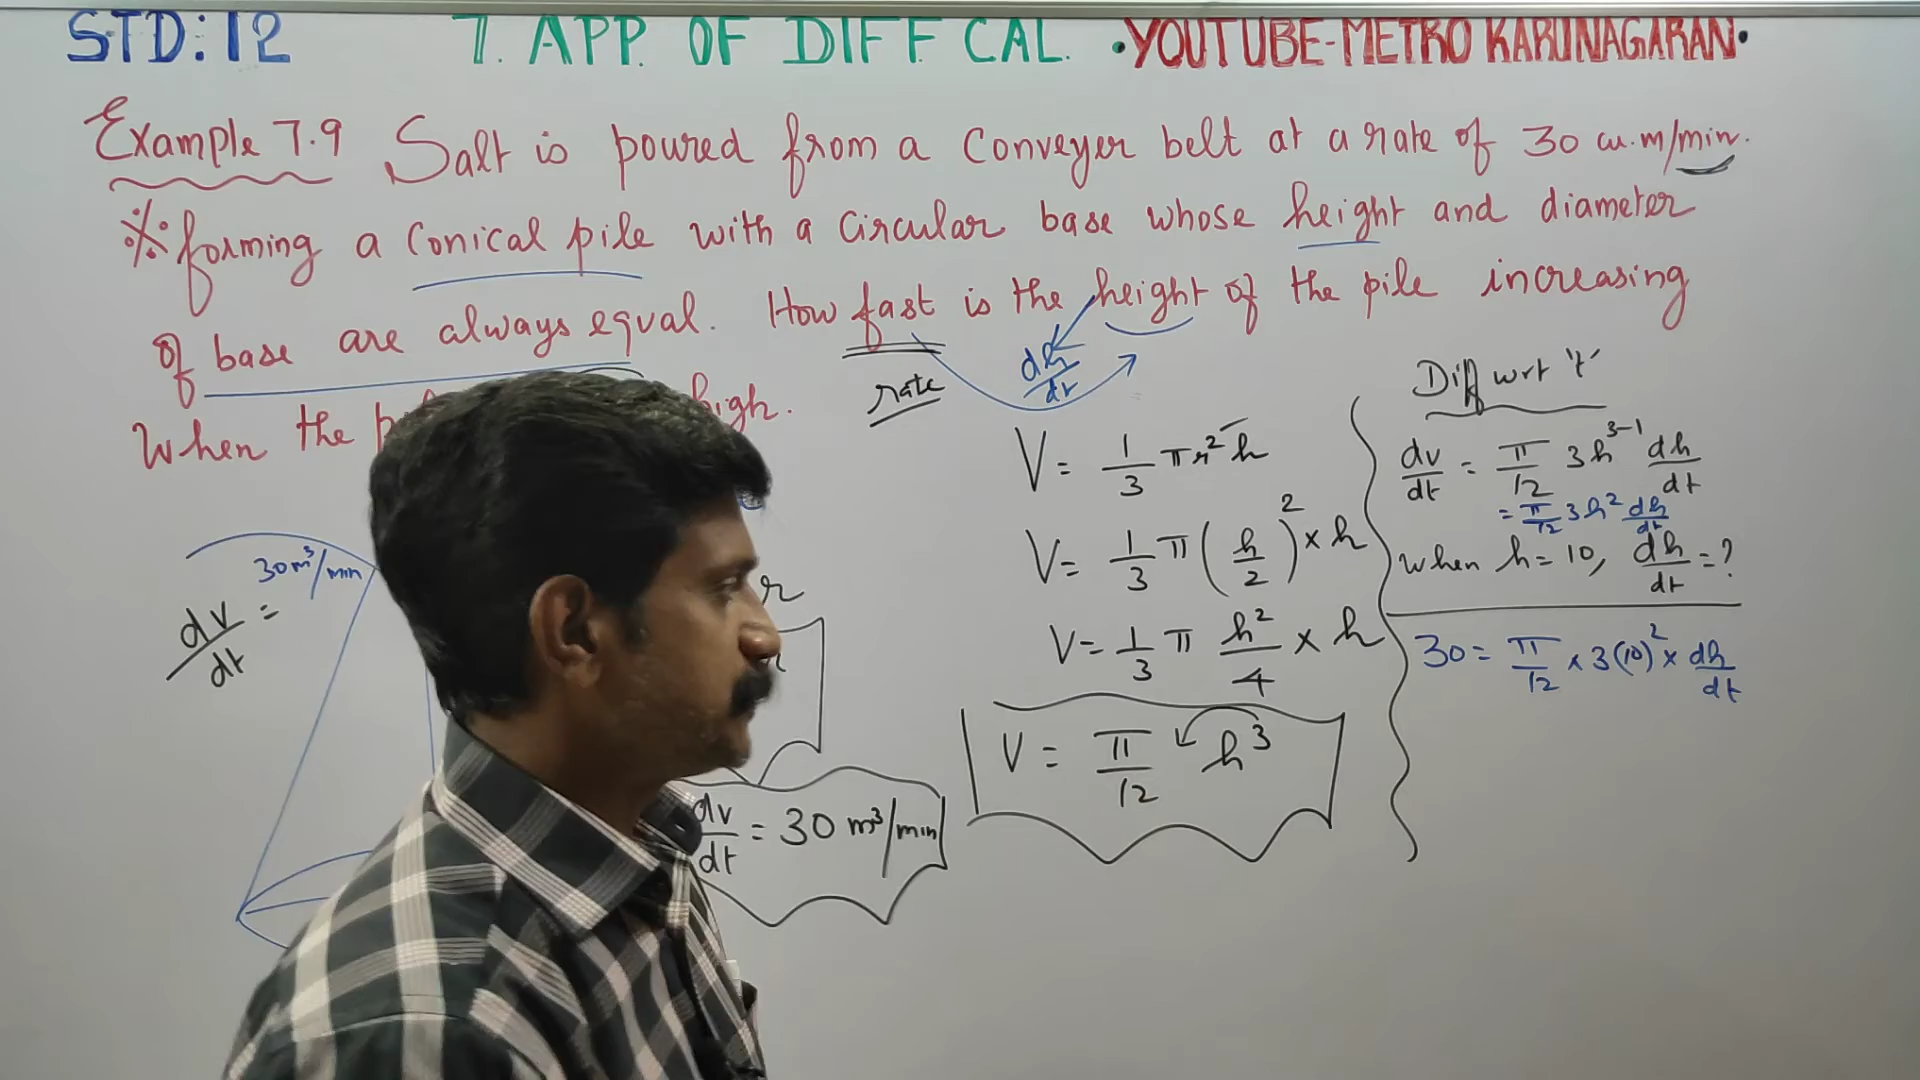 STD: 12 7. APP. OF DIFF CAL. •YOUTUBE-METRO KARUNAGARAN•
Example 7.9 Salt is poured from a Conveyer belt at a rate of 30 cu.m/min.
forming a Conical pile with a Circular base whose height and diameter
of base are always equal. How fast is the height of the pile increasing
When the high.
rate
dh/dt
30m³/min
dv/dt =
r
dv/dt = 30 m³/min
V = 1/3 πr²h
V = 1/3 π (h/2)² × h
V = 1/3 π h²/4 × h
V = π/12 h³
Diff wrt 't'
dv/dt = π/12 3h³⁻¹ dh/dt
= π/12 3h² dh/dt
When h = 10, dh/dt = ?
30 = π/12 × 3(10)² × dh/dt